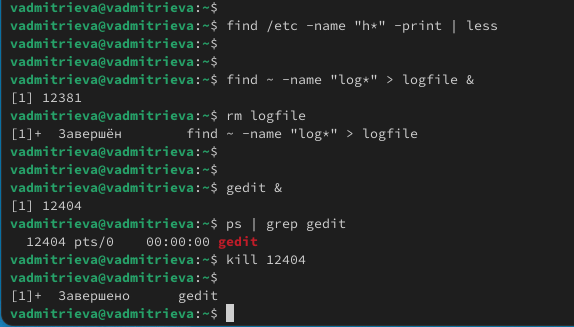 vadmitrieva@vadmitrieva:~$
vadmitrieva@vadmitrieva:~$ find /etc -name "h*" -print | less
vadmitrieva@vadmitrieva:~$
vadmitrieva@vadmitrieva:~$
vadmitrieva@vadmitrieva:~$ find ~ -name "log*" > logfile &
[1] 12381
vadmitrieva@vadmitrieva:~$ rm logfile
[1]+  Завершён        find ~ -name "log*" > logfile
vadmitrieva@vadmitrieva:~$
vadmitrieva@vadmitrieva:~$
vadmitrieva@vadmitrieva:~$ gedit &
[1] 12404
vadmitrieva@vadmitrieva:~$ ps | grep gedit
  12404 pts/0    00:00:00 gedit
vadmitrieva@vadmitrieva:~$ kill 12404
vadmitrieva@vadmitrieva:~$
[1]+  Завершено      gedit
vadmitrieva@vadmitrieva:~$